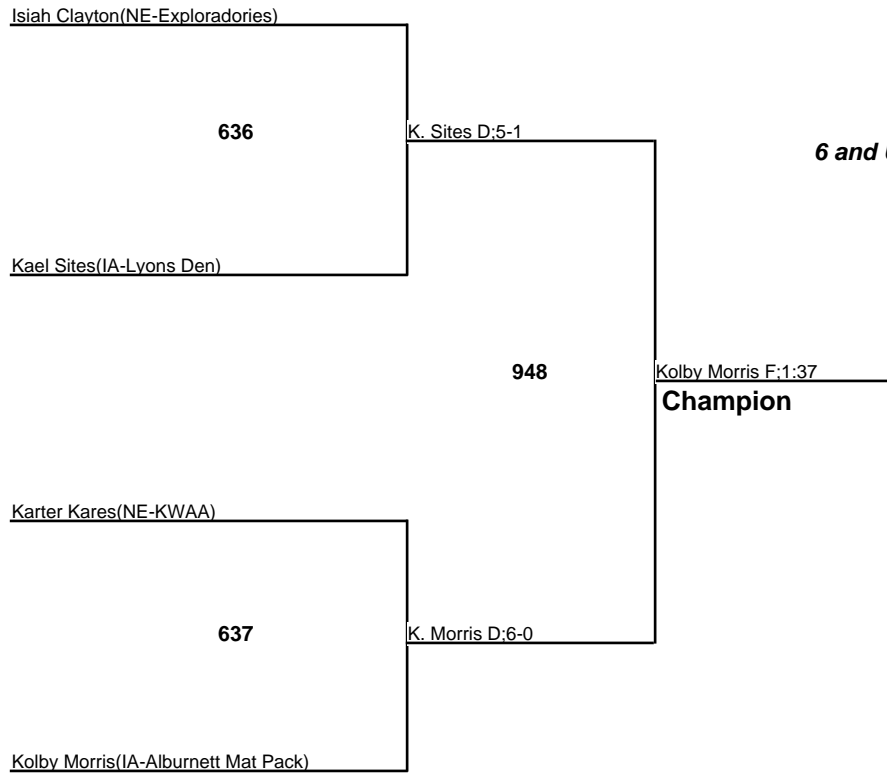 Isiah Clayton(NE-Exploradories)
636
K. Sites D;5-1
6 and
Kael Sites(IA-Lyons Den)
948
Kolby Morris F;1:37
Champion
Karter Kares(NE-KWAA)
637
K. Morris D;6-0
Kolby Morris(IA-Alburnett Mat Pack)